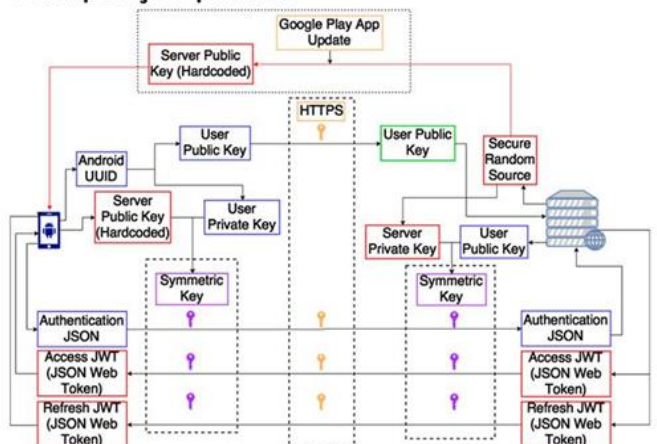 Google Play App
Update
Server Public
Key (Hardcoded)
HTTPS
User
Public Key
User Public
Key
Secure
Random
Source
Android
UUID
Server
Public Key
(Hardcoded)
User
Private Key
Server
Private Key
User
Public Key
Symmetric
Key
Symmetric
Key
Authentication
JSON
Authentication
JSON
Access JWT
(JSON Web
Token)
Access JWT
(JSON Web
Token)
Refresh JWT
(JSON Web
Token)
Refresh JWT
(JSON Web
Token)